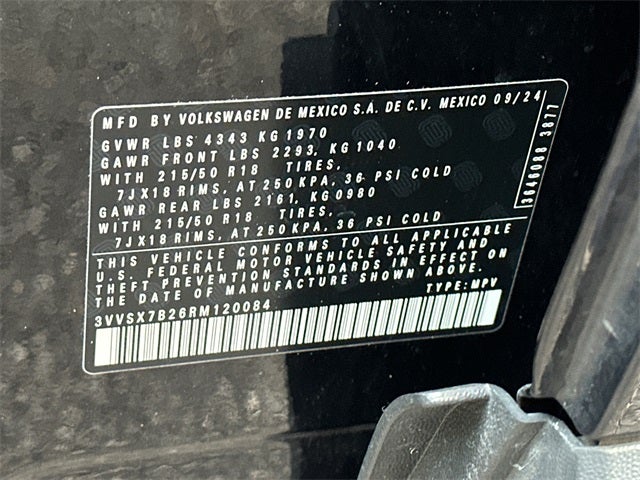 MFD BY VOLKSWAGEN DE MEXICO S.A. DE C.V. MEXICO 09/24
GVWR LBS 4343 KG 1970
GAWR FRONT LBS 2293, KG 1040
WITH 215/50 R18 TIRES,
7JX18 RIMS, AT 250 KPA, 36 PSI COLD
GAWR REAR LBS 2161, KG 0980
WITH 215/50 R18 TIRES,
7JX18 RIMS, AT 250 KPA, 36 PSI COLD
THIS VEHICLE CONFORMS TO ALL APPLICABLE
U.S. FEDERAL MOTOR VEHICLE SAFETY AND
THEFT PREVENTION STANDARDS IN EFFECT ON
THE DATE OF MANUFACTURE SHOWN ABOVE.
3VVSX7B26RM120084 TYPE: MPV
3646088 3877